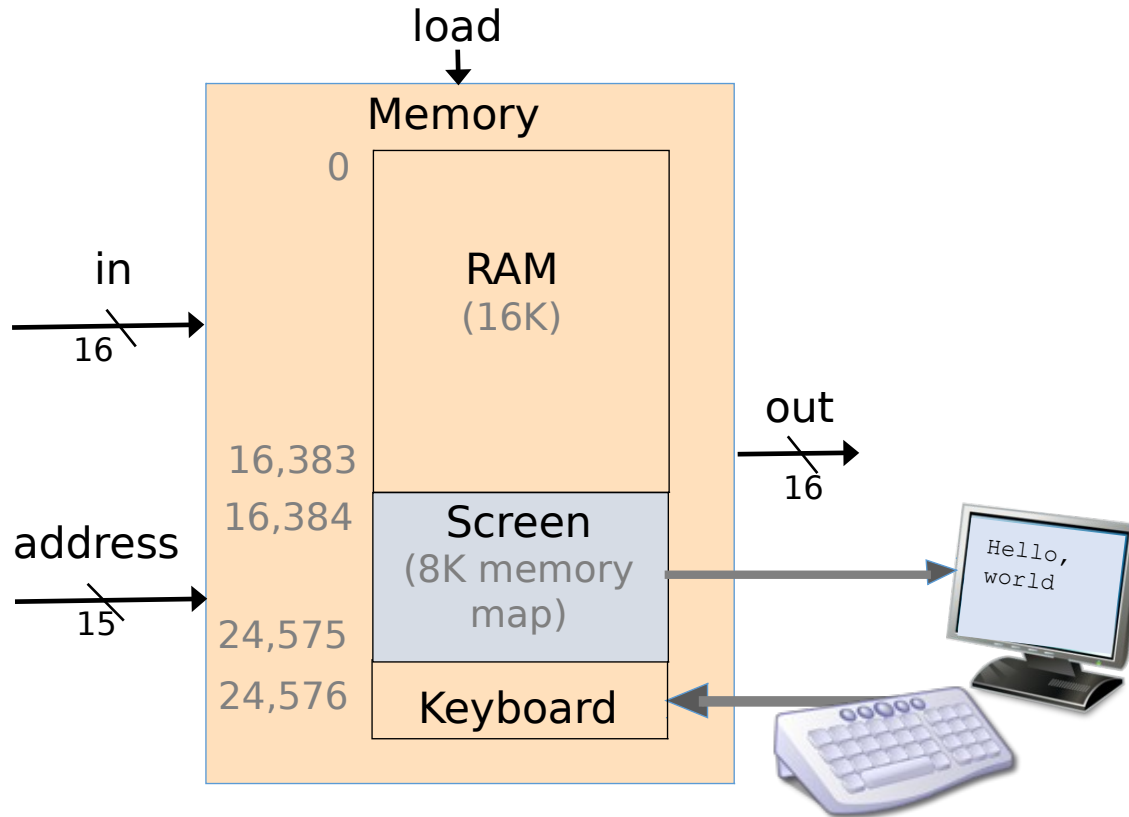 load
Memory
0
in
RAM
(16K)
16
out
16,383
16
16,384
Screen
address
(8K memory
map)
Hello,
world
15
24,575
24,576
Keyboard